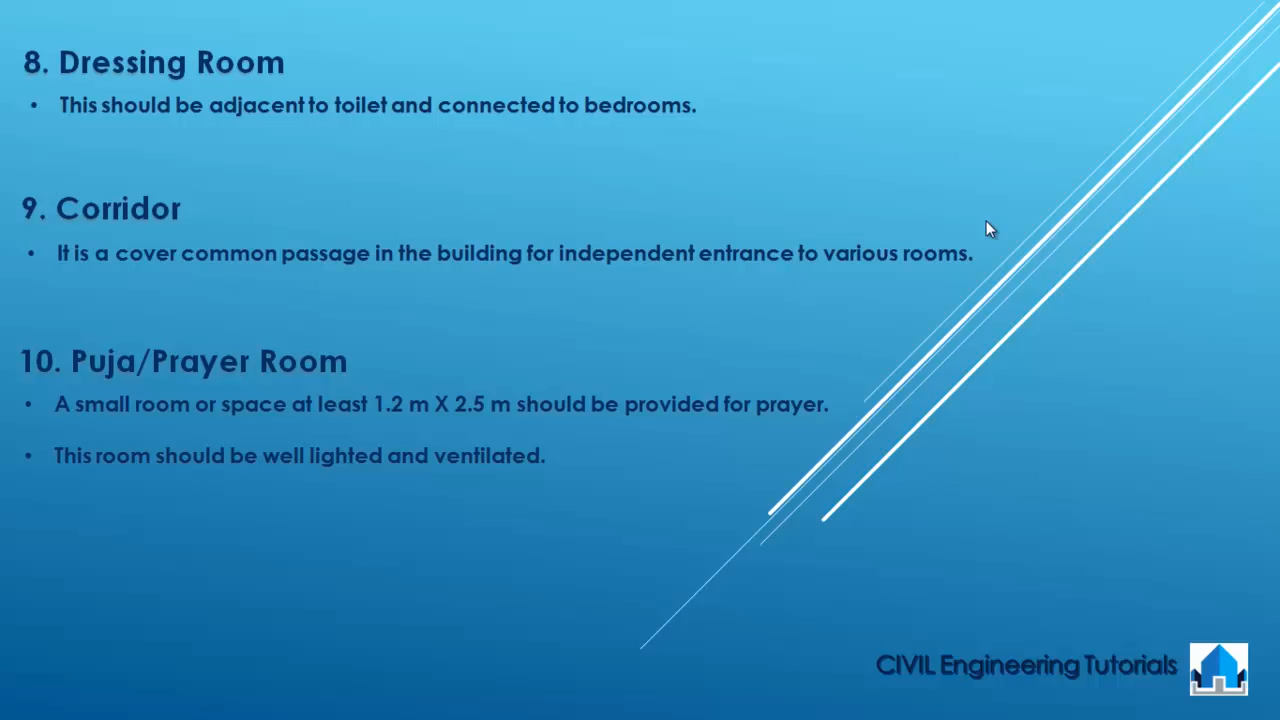 8. Dressing Room
• This should be adjacent to toilet and connected to bedrooms.
9. Corridor
• It is a cover common passage in the building for independent entrance to various rooms.
10. Puja/Prayer Room
• A small room or space at least 1.2 m X 2.5 m should be provided for prayer.
• This room should be well lighted and ventilated.
CIVIL Engineering Tutorials